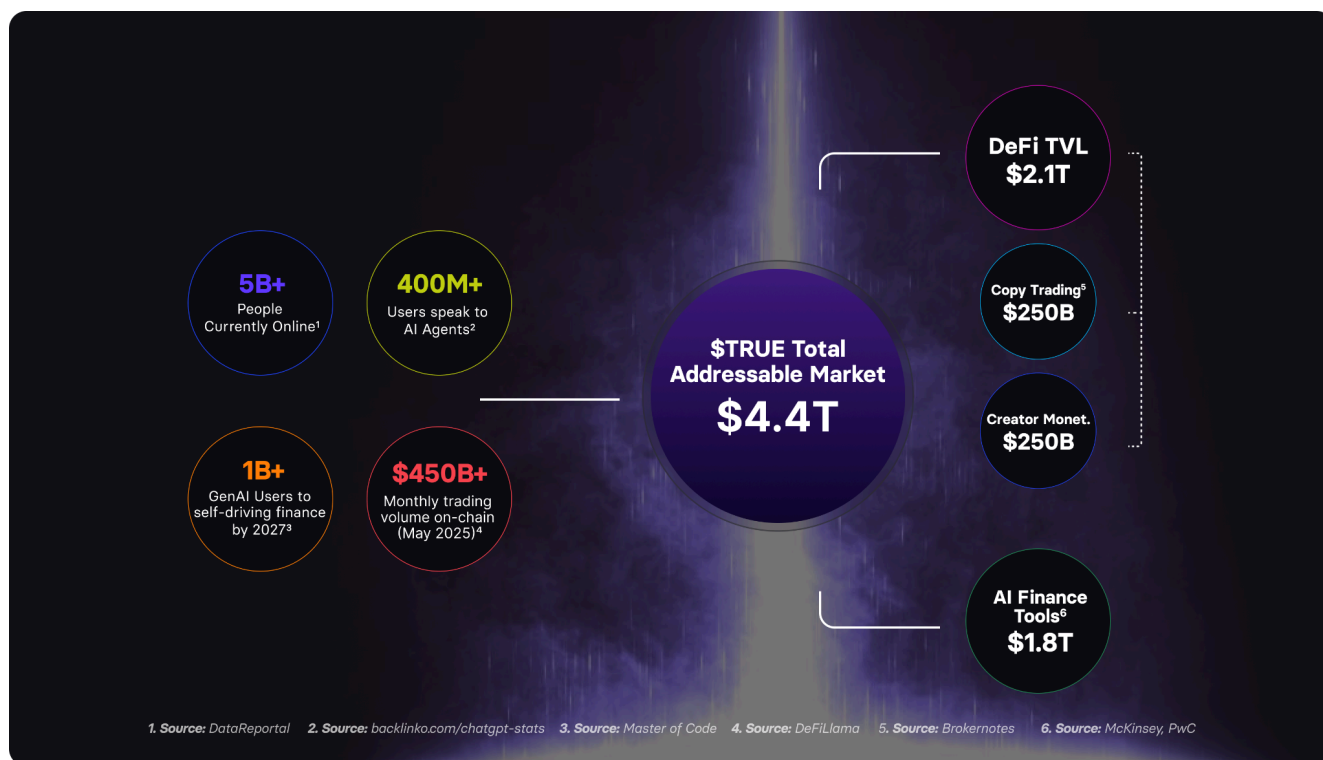 5B+
People
Currently Online¹
400M+
Users speak to
AI Agents²
1B+
GenAI Users to
self-driving finance
by 2027³
$450B+
Monthly trading
volume on-chain
(May 2025)⁴
$TRUE Total
Addressable Market
$4.4T
DeFi TVL
$2.1T
Copy Trading⁵
$250B
Creator Monet.
$250B
AI Finance
Tools⁶
$1.8T
1. Source: DataReportal 2. Source: backlinko.com/chatgpt-stats 3. Source: Master of Code 4. Source: DeFiLlama 5. Source: Brokernotes 6. Source: McKinsey, PwC